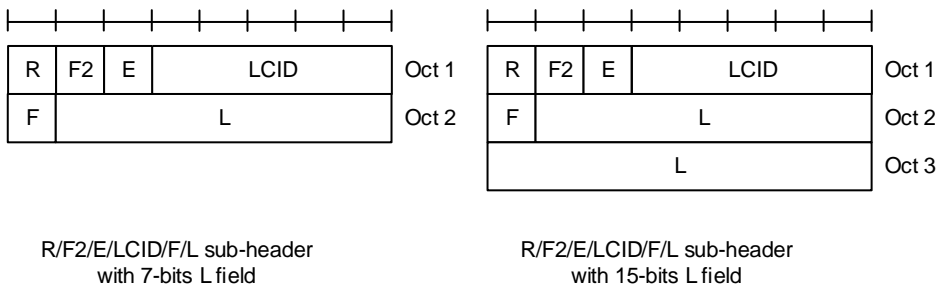 R F2 E LCID Oct 1
F L Oct 2
R/F2/E/LCID/F/L sub-header
with 7-bits L field
R F2 E LCID Oct 1
F L Oct 2
L Oct 3
R/F2/E/LCID/F/L sub-header
with 15-bits L field